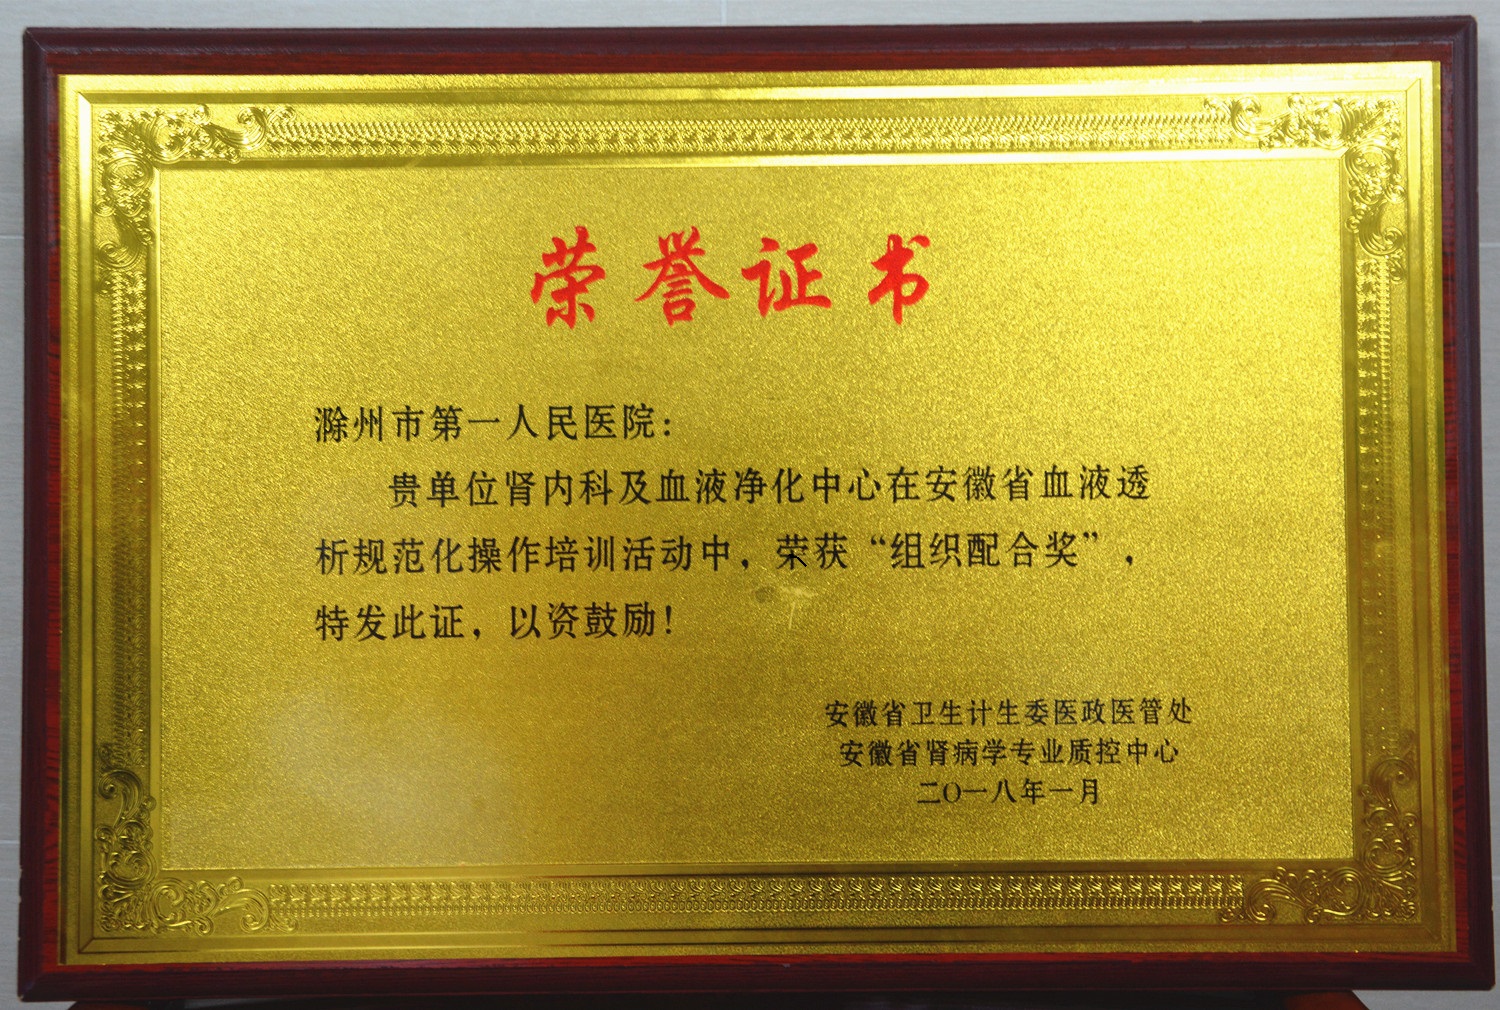 荣誉证书
滁州市第一人民医院：
贵单位肾内科及血液净化中心在安徽省血液透
析规范化操作培训活动中，荣获“组织配合奖”，
特发此证，以资鼓励！
安徽省卫生计生委医政医管处
安徽省肾病学专业质控中心
二〇一八年一月